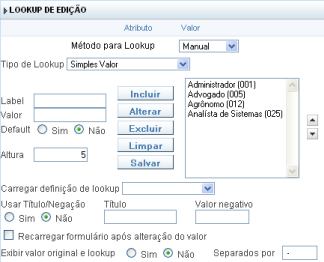 LOOKUP DE EDIÇÃO
Atributo Valor
Método para Lookup Manual
Tipo de Lookup Simples Valor
Label
Valor
Default Sim Não
Altura 5
Incluir
Alterar
Excluir
Limpar
Salvar
Administrador (001)
Advogado (005)
Agrônomo (012)
Analísta de Sistemas (025)
Carregar definição de lookup
Usar Título/Negação Título Valor negativo
Sim Não
Recarregar formulário após alteração do valor
Exibir valor original e lookup Sim Não Separados por -